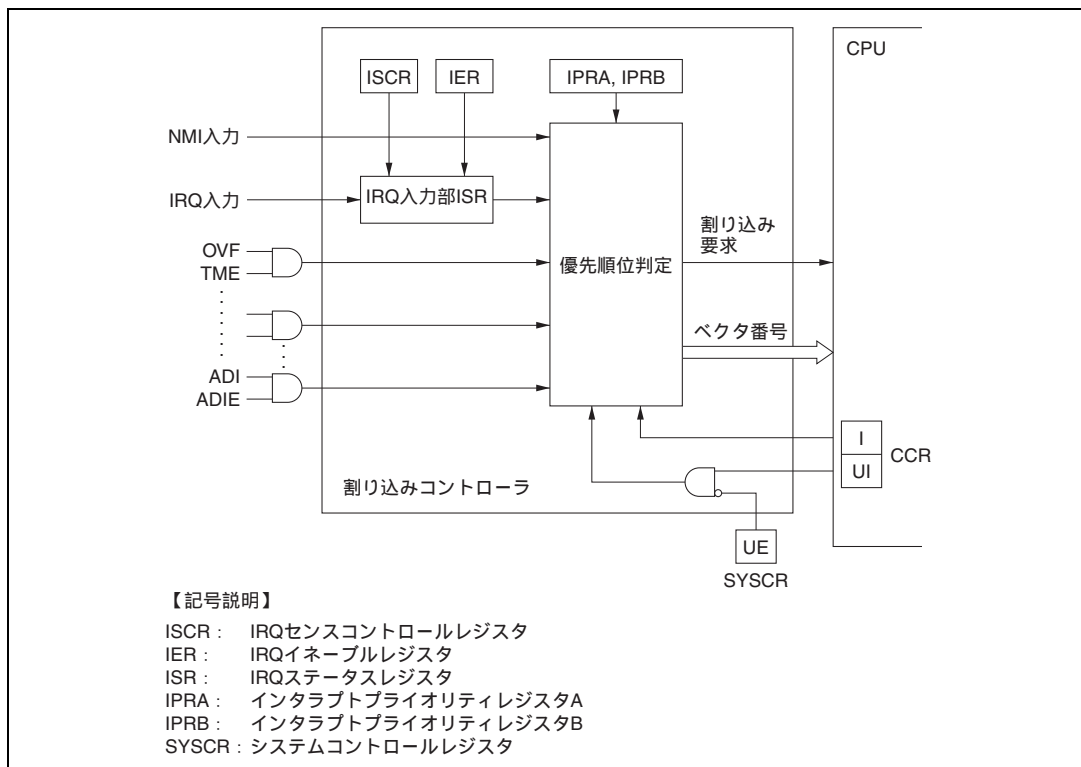 CPU
ISCR
IER
IPRA, IPRB
NMI入力
IRQ入力
IRQ入力部ISR
OVF
TME
ADI
ADIE
優先順位判定
割り込み
要求
ベクタ番号
I
UI
CCR
割り込みコントローラ
UE
SYSCR
【記号説明】
ISCR : IRQセンスコントロールレジスタ
IER : IRQイネーブルレジスタ
ISR : IRQステータスレジスタ
IPRA : インタラプトプライオリティレジスタA
IPRB : インタラプトプライオリティレジスタB
SYSCR : システムコントロールレジスタ